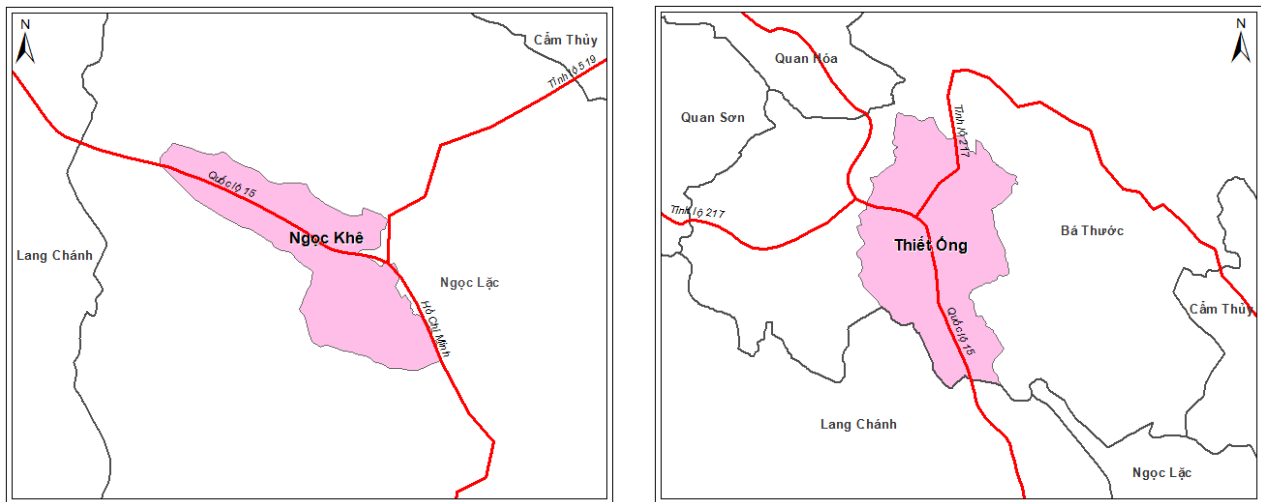 N
Cẩm Thủy
Tỉnh lộ 519
Quốc lộ 15
Ngọc Khê
Lang Chánh
Ngọc Lặc
Hồ Chí Minh
N
Quan Hóa
Quan Sơn
Tỉnh lộ 217
Tỉnh lộ 217
Bá Thước
Thiết Ống
Cẩm Thủy
Quốc lộ 15
Lang Chánh
Ngọc Lặc